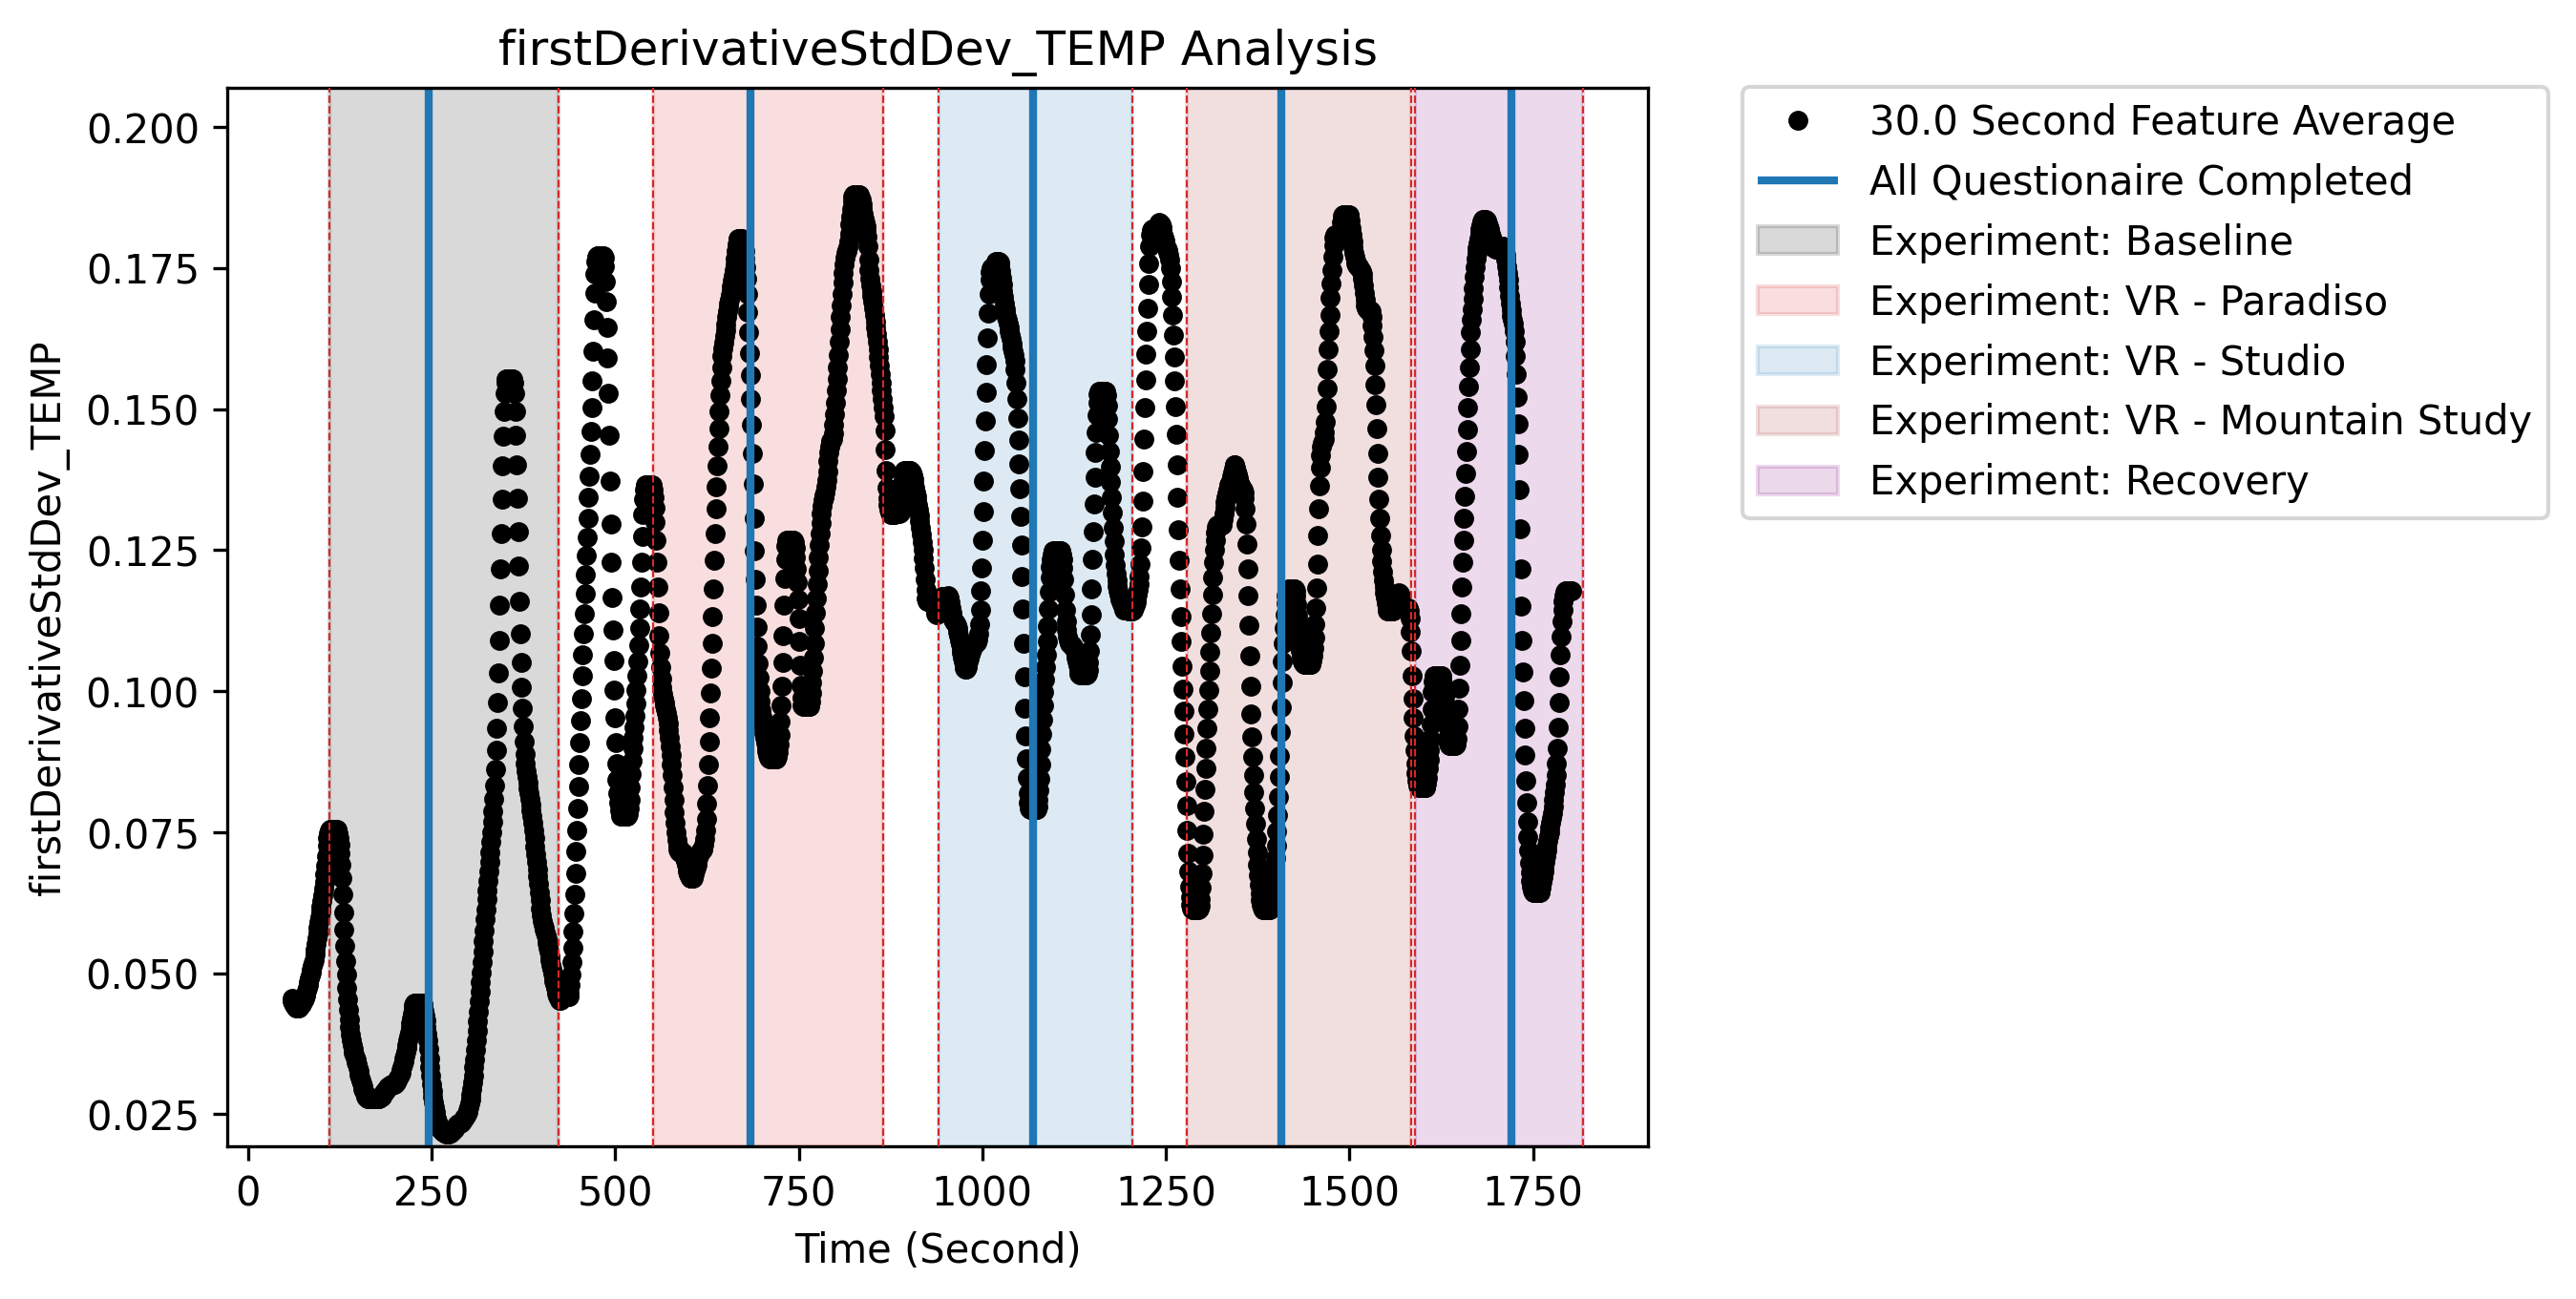 firstDerivativeStdDev_TEMP Analysis
firstDerivativeStdDev_TEMP
0.200
0.175
0.150
0.125
0.100
0.075
0.050
0.025
0 250 500 750 1000 1250 1500 1750
Time (Second)
30.0 Second Feature Average
All Questionaire Completed
Experiment: Baseline
Experiment: VR - Paradiso
Experiment: VR - Studio
Experiment: VR - Mountain Study
Experiment: Recovery